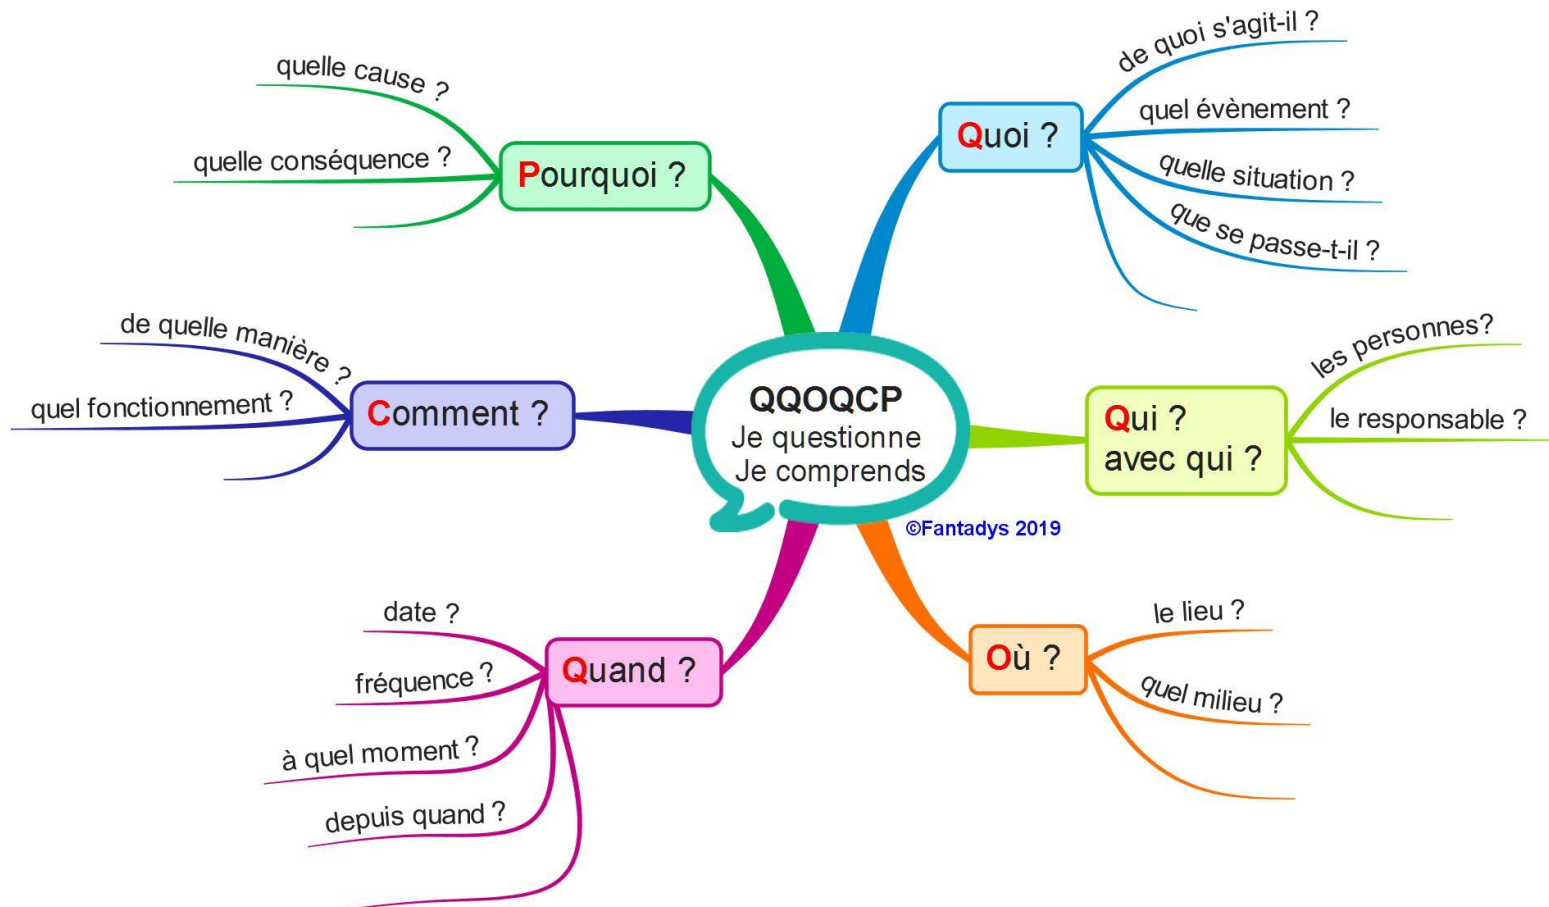 QQOQCP
Je questionne
Je comprends
©Fantadys 2019
Quoi ?
de quoi s'agit-il ?
quel évènement ?
quelle situation ?
que se passe-t-il ?
Qui ?
avec qui ?
les personnes?
le responsable ?
Où ?
le lieu ?
quel milieu ?
Quand ?
date ?
fréquence ?
à quel moment ?
depuis quand ?
Comment ?
de quelle manière ?
quel fonctionnement ?
Pourquoi ?
quelle cause ?
quelle conséquence ?